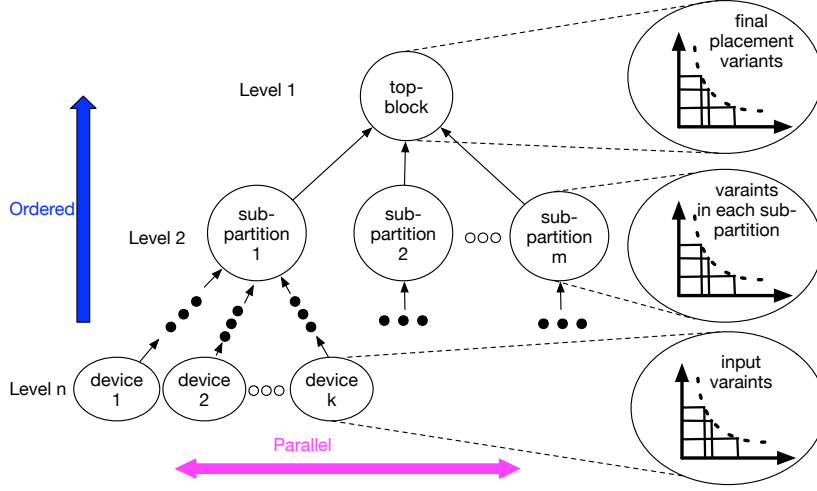 final
placement
variants
Level 1
top-
block
Ordered
Level 2
sub-
partition
1
sub-
partition
2
sub-
partition
m
varaints
in each sub-
partition
Level n
device
1
device
2
device
k
input
varaints
Parallel